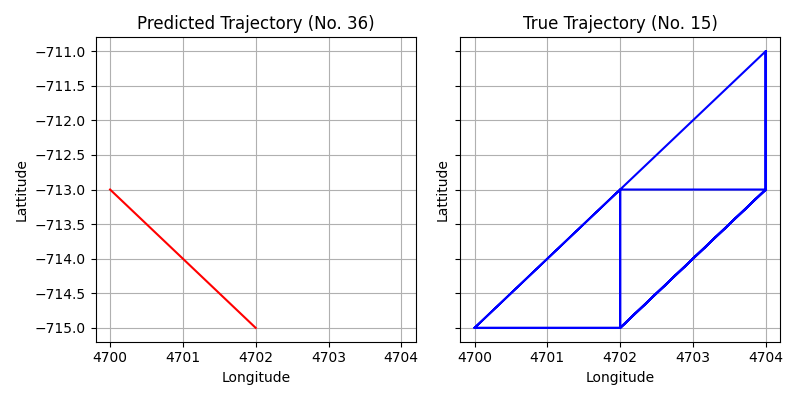 Predicted Trajectory (No. 36)
True Trajectory (No. 15)
−711.0
−711.5
−712.0
−712.5
−713.0
−713.5
−714.0
−714.5
−715.0
Lattitude
Lattitude
4700 4701 4702 4703 4704
4700 4701 4702 4703 4704
Longitude
Longitude